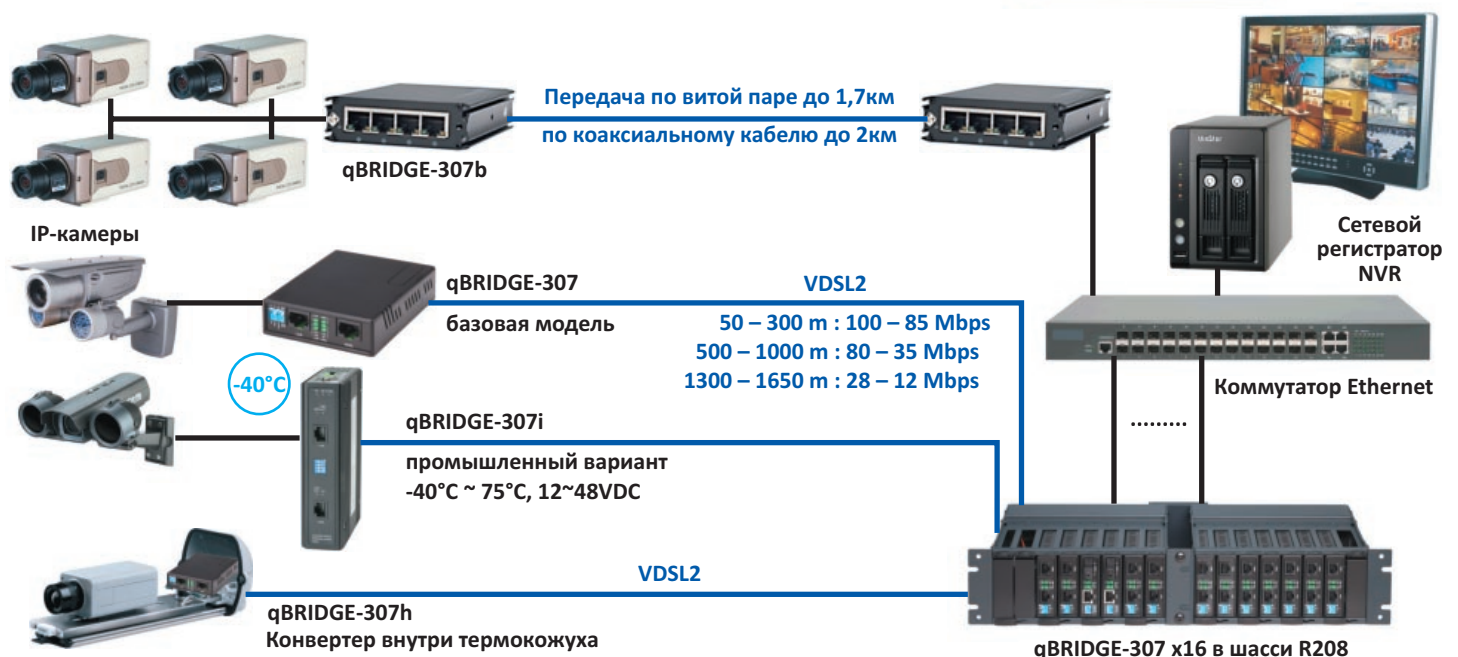 Передача по витой паре до 1,7км
по коаксиальному кабелю до 2км
qBRIDGE-307b
IP-камеры
Сетевой
регистратор
NVR
qBRIDGE-307
базовая модель
VDSL2
50 – 300 m : 100 – 85 Mbps
500 – 1000 m : 80 – 35 Mbps
1300 – 1650 m : 28 – 12 Mbps
Коммутатор Ethernet
-40°C
.........
qBRIDGE-307i
промышленный вариант
-40°C ~ 75°C, 12~48VDC
VDSL2
qBRIDGE-307h
Конвертер внутри термокожуха
qBRIDGE-307 x16 в шасси R208